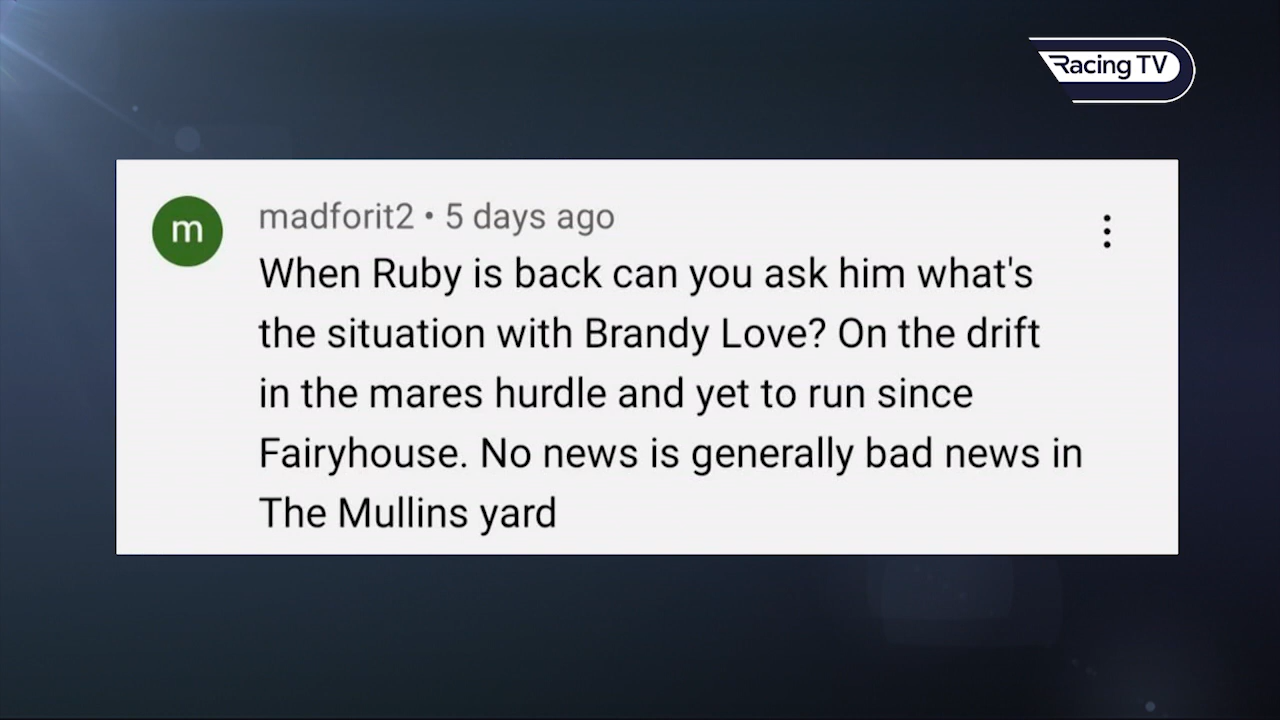 Racing TV
m
madforit2 • 5 days ago
When Ruby is back can you ask him what's
the situation with Brandy Love? On the drift
in the mares hurdle and yet to run since
Fairyhouse. No news is generally bad news in
The Mullins yard